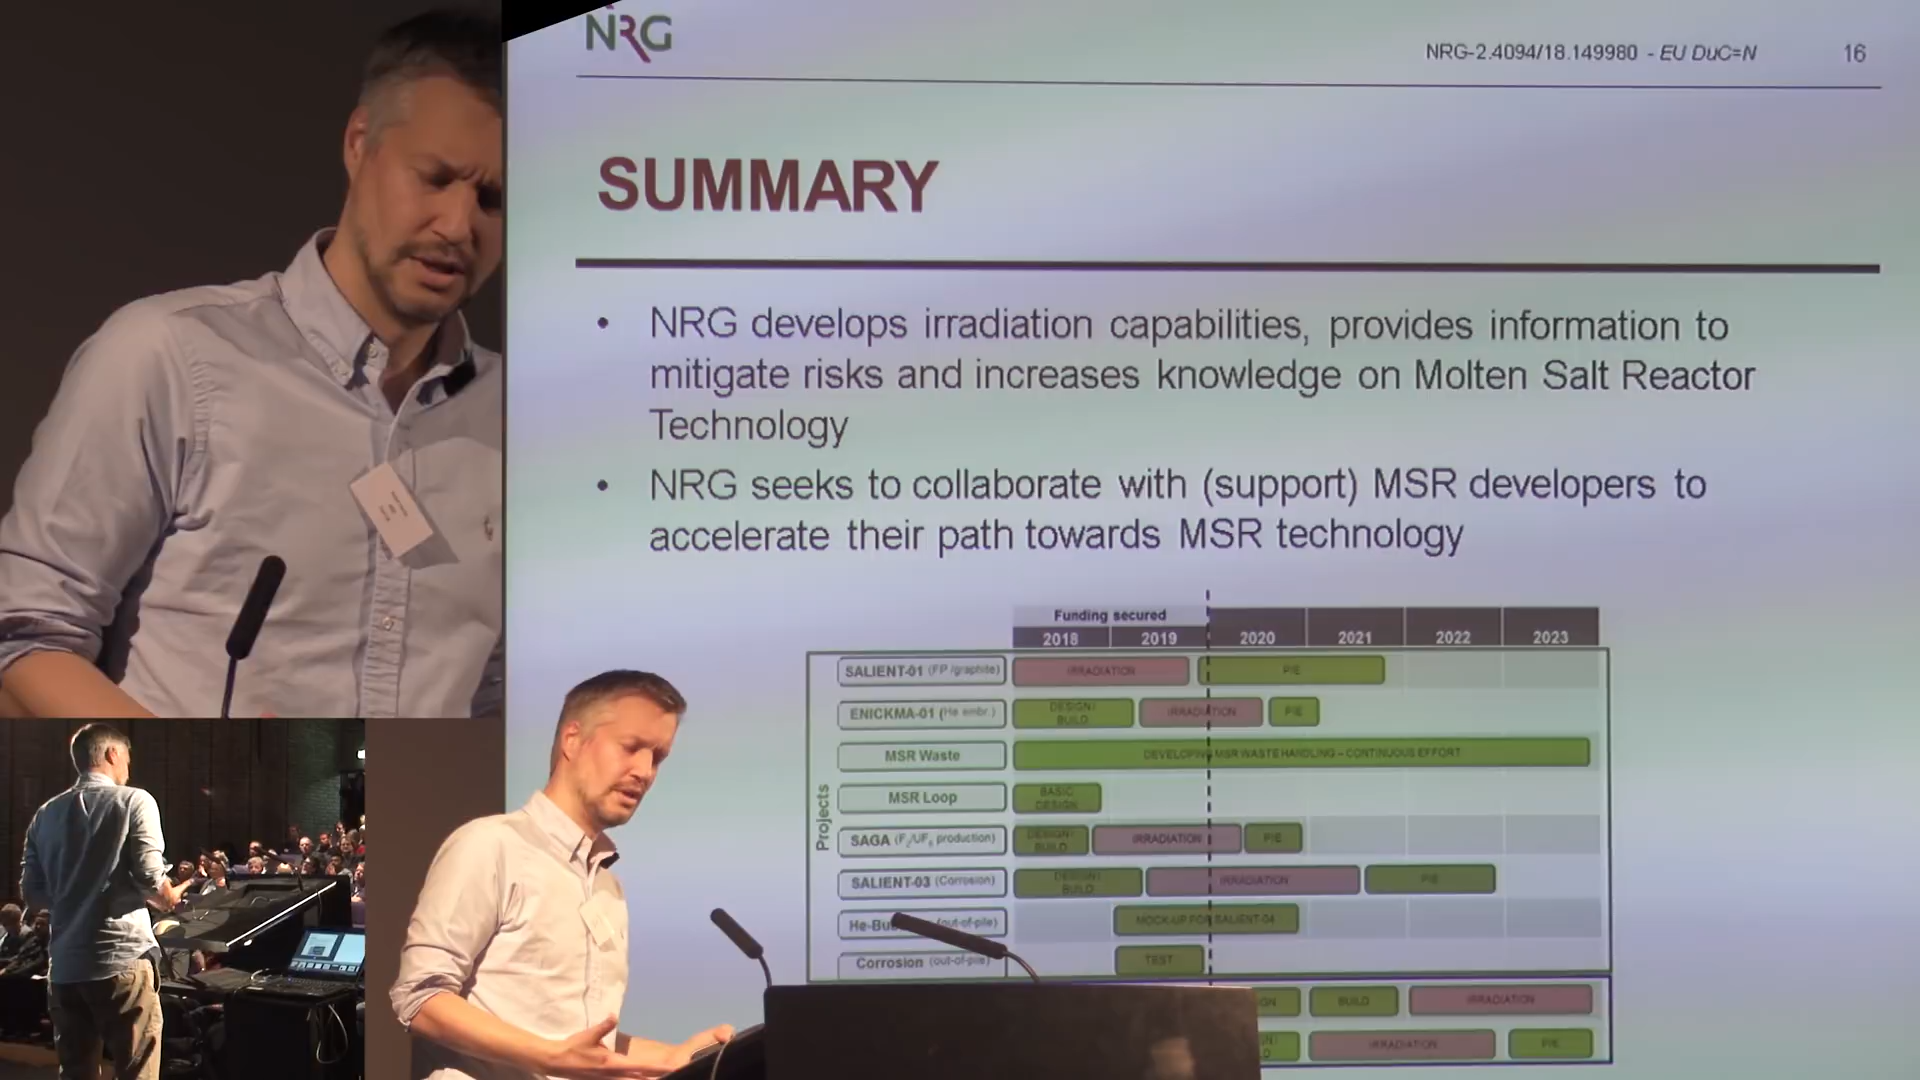 NRG
NRG-2.4094/18.149980 - EU DuC=N
16
SUMMARY
• NRG develops irradiation capabilities, provides information to
mitigate risks and increases knowledge on Molten Salt Reactor
Technology
• NRG seeks to collaborate with (support) MSR developers to
accelerate their path towards MSR technology
Funding secured
2018 2019 2020 2021 2022 2023
Projects
SALIENT-01 (FP /graphite) IRRADIATION PIE
ENICKMA-01 (He embr.) DESIGN/ BUILD IRRADIATION PIE
MSR Waste DEVELOPING MSR WASTE HANDLING – CONTINUOUS EFFORT
MSR Loop BASIC DESIGN
SAGA (F2/UF6 production) DESIGN/ BUILD IRRADIATION PIE
SALIENT-03 (Corrosion) DESIGN/ BUILD IRRADIATION PIE
He-Bu (out-of-pile) MOCK-UP FOR SALIENT-04
Corrosion (out-of-pile) TEST
GN BUILD IRRADIATION
IRRADIATION PIE